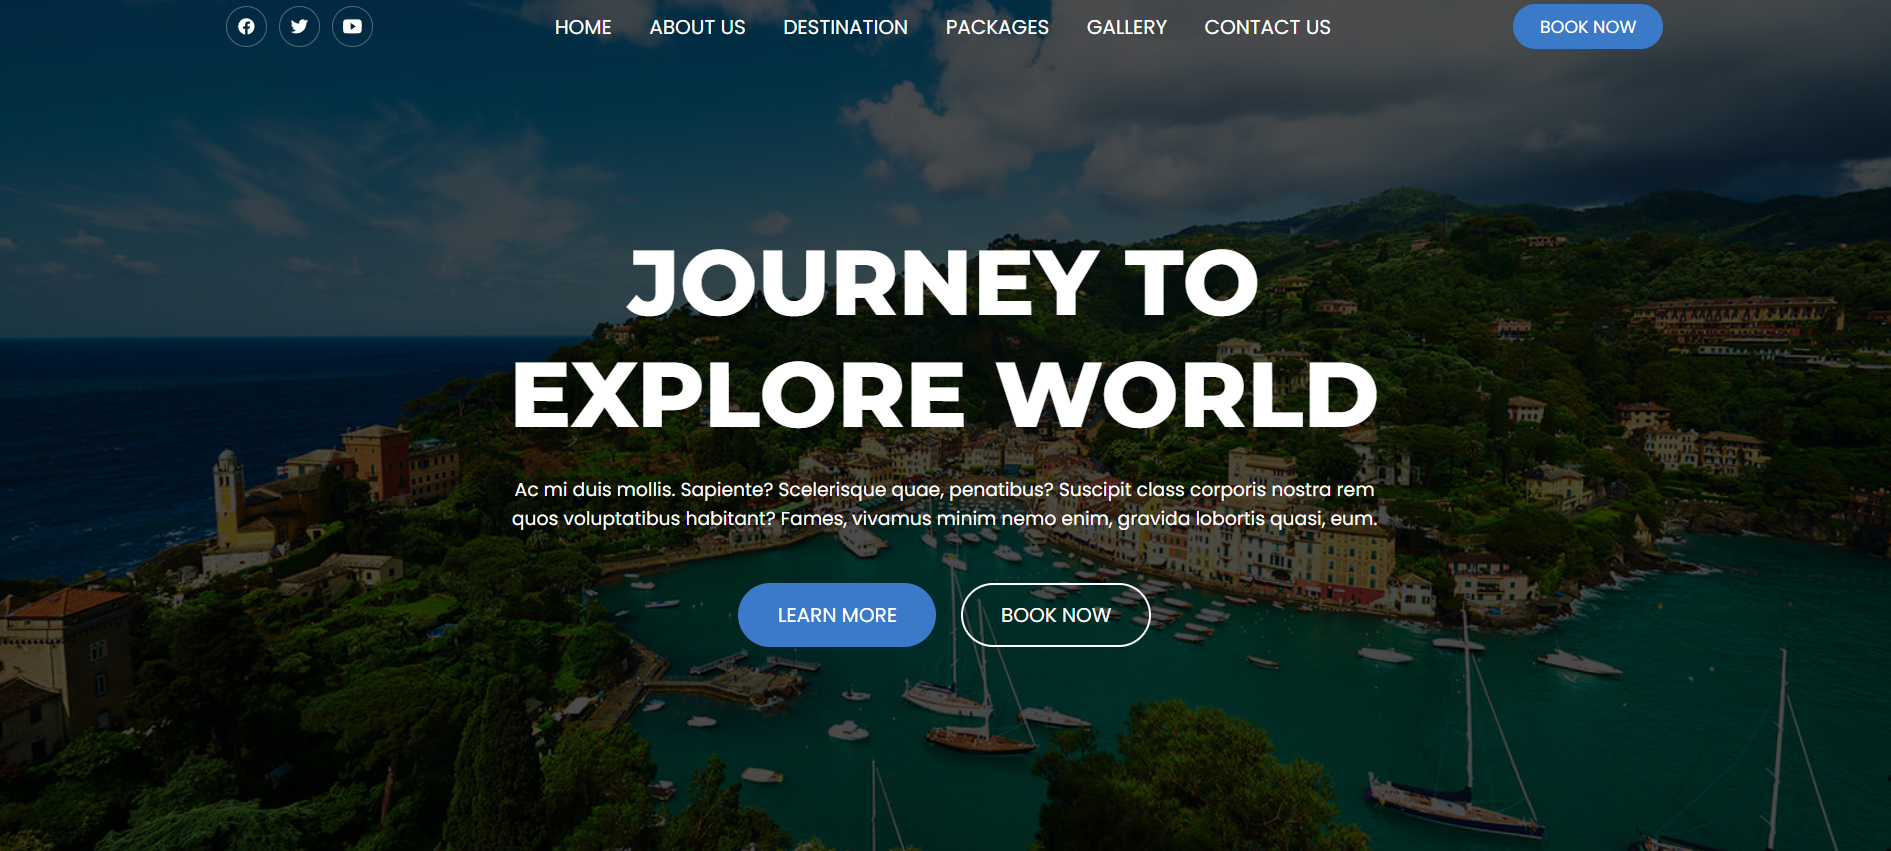 HOME ABOUT US DESTINATION PACKAGES GALLERY CONTACT US BOOK NOW
JOURNEY TO
EXPLORE WORLD
Ac mi duis mollis. Sapiente? Scelerisque quae, penatibus? Suscipit class corporis nostra rem
quos voluptatibus habitant? Fames, vivamus minim nemo enim, gravida lobortis quasi, eum.
LEARN MORE BOOK NOW